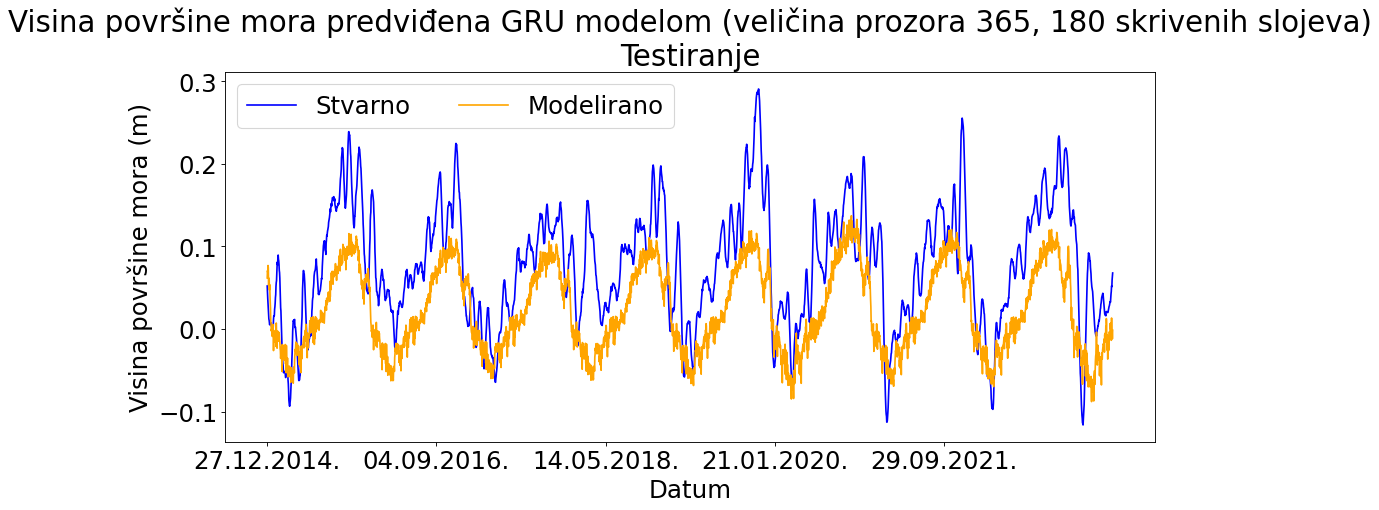 Visina površine mora predviđena GRU modelom (veličina prozora 365, 180 skrivenih slojeva)
Testiranje
Stvarno
Modelirano
Visina površine mora (m)
0.3
0.2
0.1
0.0
−0.1
27.12.2014.
04.09.2016.
14.05.2018.
21.01.2020.
29.09.2021.
Datum